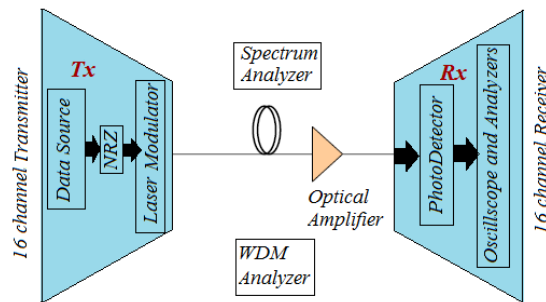 16 channel Transmitter
Tx
Data Source
NRZ
Laser Modulator
Spectrum
Analyzer
Optical
Amplifier
WDM
Analyzer
Rx
PhotoDetector
Oscillscope and Analyzers
16 channel Receiver